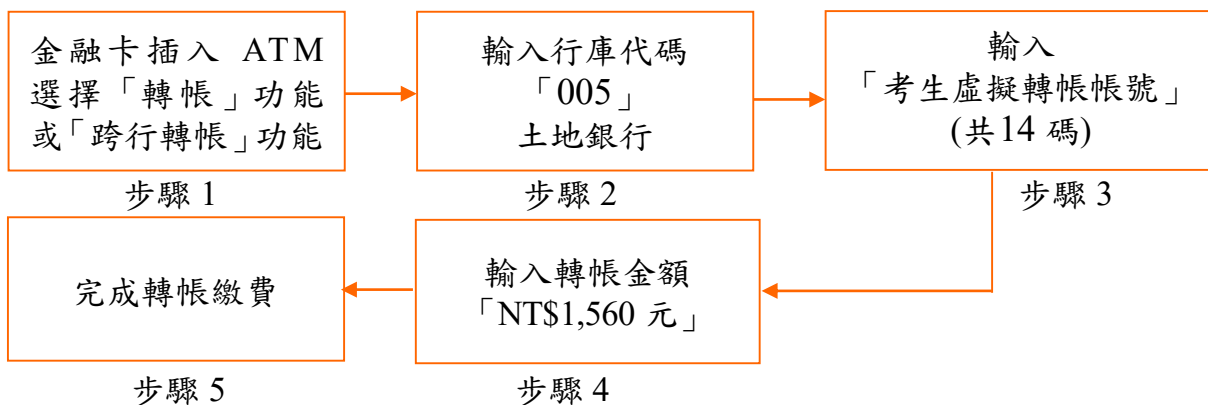 金融卡插入 ATM
選擇「轉帳」功能
或「跨行轉帳」功能
步驟 1
輸入行庫代碼
「005」
土地銀行
步驟 2
輸入
「考生虛擬轉帳帳號」
(共14 碼)
步驟 3
輸入轉帳金額
「NT$1,560 元」
步驟 4
完成轉帳繳費
步驟 5